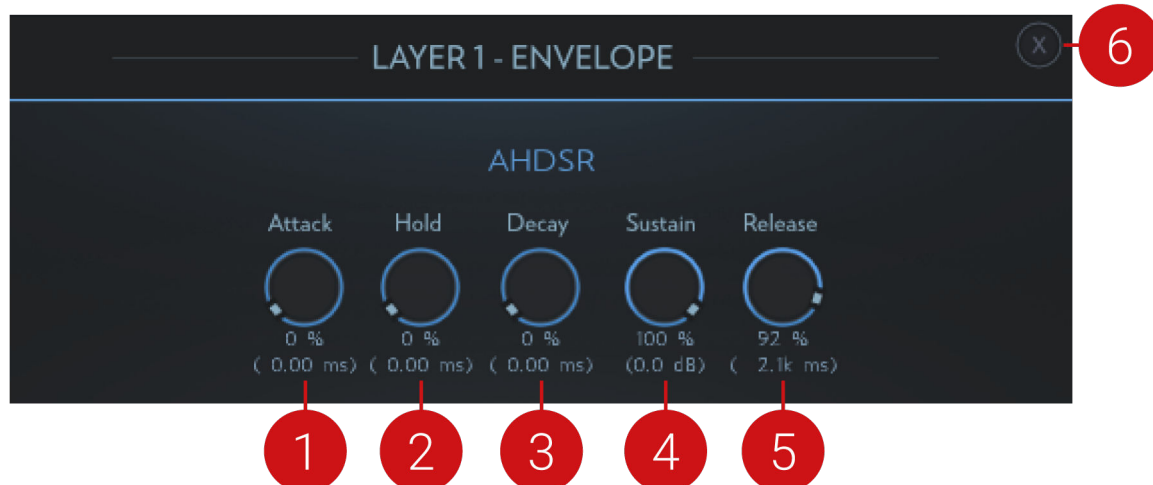 LAYER 1 - ENVELOPE
X
6
AHDSR
Attack Hold Decay Sustain Release
0 % 0 % 0 % 100 % 92 %
( 0.00 ms) ( 0.00 ms) ( 0.00 ms) (0.0 dB) ( 2.1k ms)
1 2 3 4 5